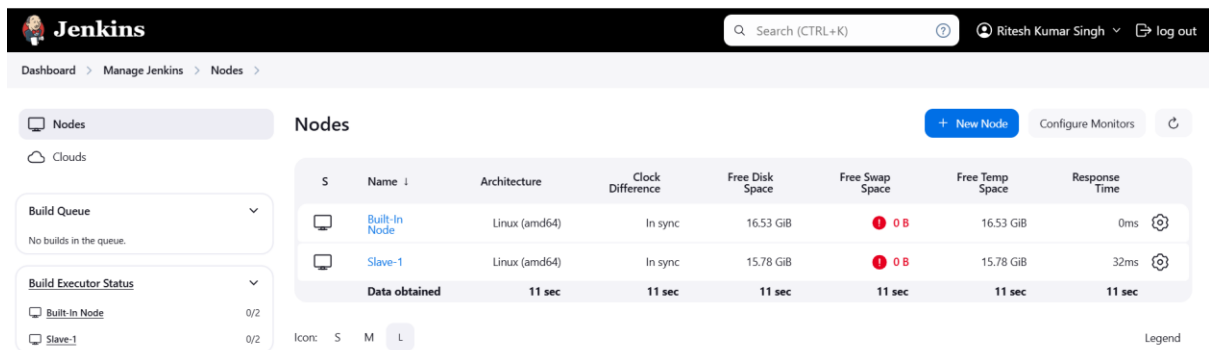 Jenkins
Search (CTRL+K)
?
Ritesh Kumar Singh
log out
Dashboard > Manage Jenkins > Nodes >
Nodes
Clouds
Build Queue
No builds in the queue.
Build Executor Status
Built-In Node 0/2
Slave-1 0/2
Nodes
+ New Node
Configure Monitors
S Name ↓ Architecture Clock Difference Free Disk Space Free Swap Space Free Temp Space Response Time
Built-In Node Linux (amd64) In sync 16.53 GiB ! 0 B 16.53 GiB 0ms
Slave-1 Linux (amd64) In sync 15.78 GiB ! 0 B 15.78 GiB 32ms
Data obtained 11 sec 11 sec 11 sec 11 sec 11 sec 11 sec
Icon: S M L
Legend